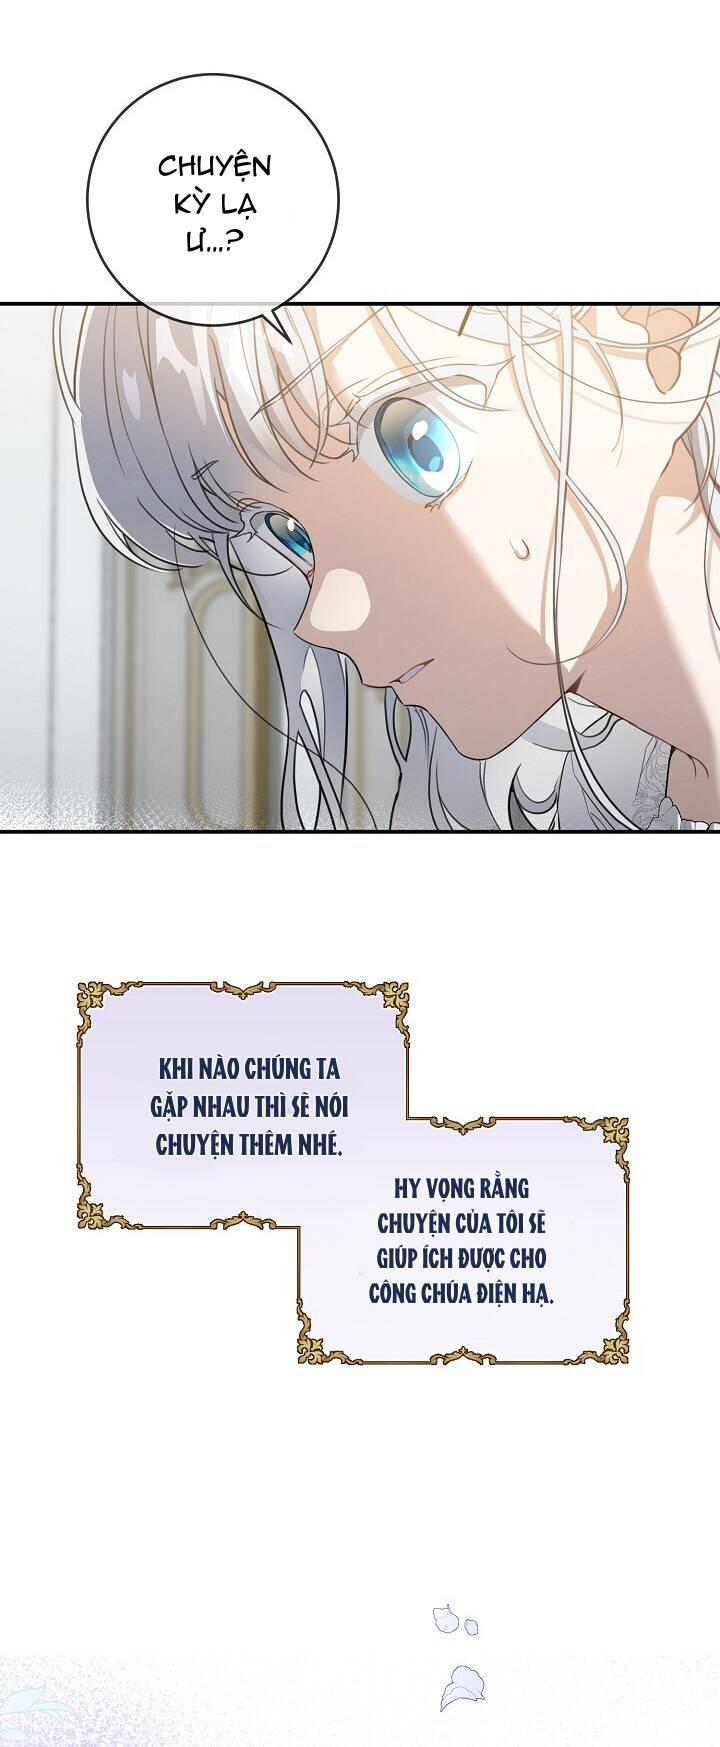 CHUYỆN
KỲ LẠ
Ư...?
KHI NÀO CHÚNG TA
GẶP NHAU THÌ SẼ NÓI
CHUYỆN THÊM NHÉ.
HY VỌNG RẰNG
CHUYỆN CỦA TÔI SẼ
GIÚP ÍCH ĐƯỢC CHO
CÔNG CHÚA ĐIỆN HẠ.